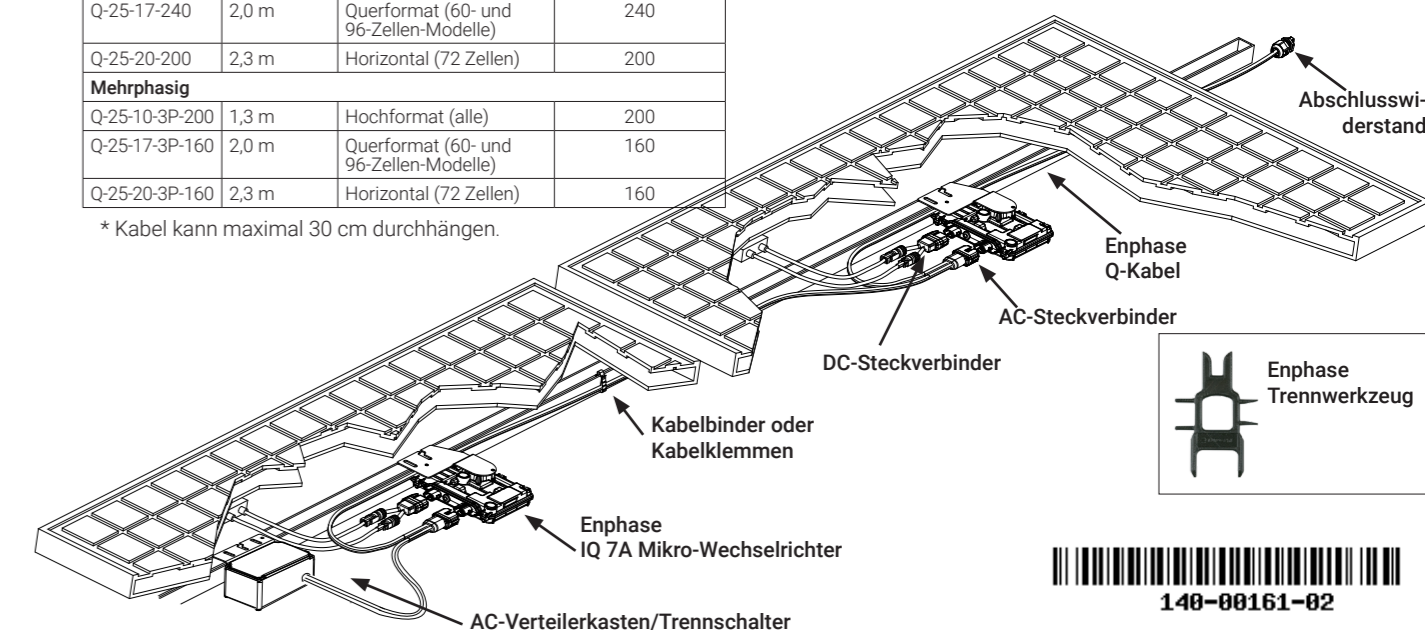 Q-25-17-240 2,0 m Querformat (60- und 240
96-Zellen-Modelle)
Q-25-20-200 2,3 m Horizontal (72 Zellen) 200
Mehrphasig
Q-25-10-3P-200 1,3 m Hochformat (alle) 200
Q-25-17-3P-160 2,0 m Querformat (60- und 160
96-Zellen-Modelle)
Q-25-20-3P-160 2,3 m Horizontal (72 Zellen) 160
* Kabel kann maximal 30 cm durchhängen.
Abschlusswi-
derstand
Enphase
Q-Kabel
AC-Steckverbinder
DC-Steckverbinder
Enphase
Trennwerkzeug
Kabelbinder oder
Kabelklemmen
Enphase
IQ 7A Mikro-Wechselrichter
AC-Verteilerkasten/Trennschalter
140-00161-02